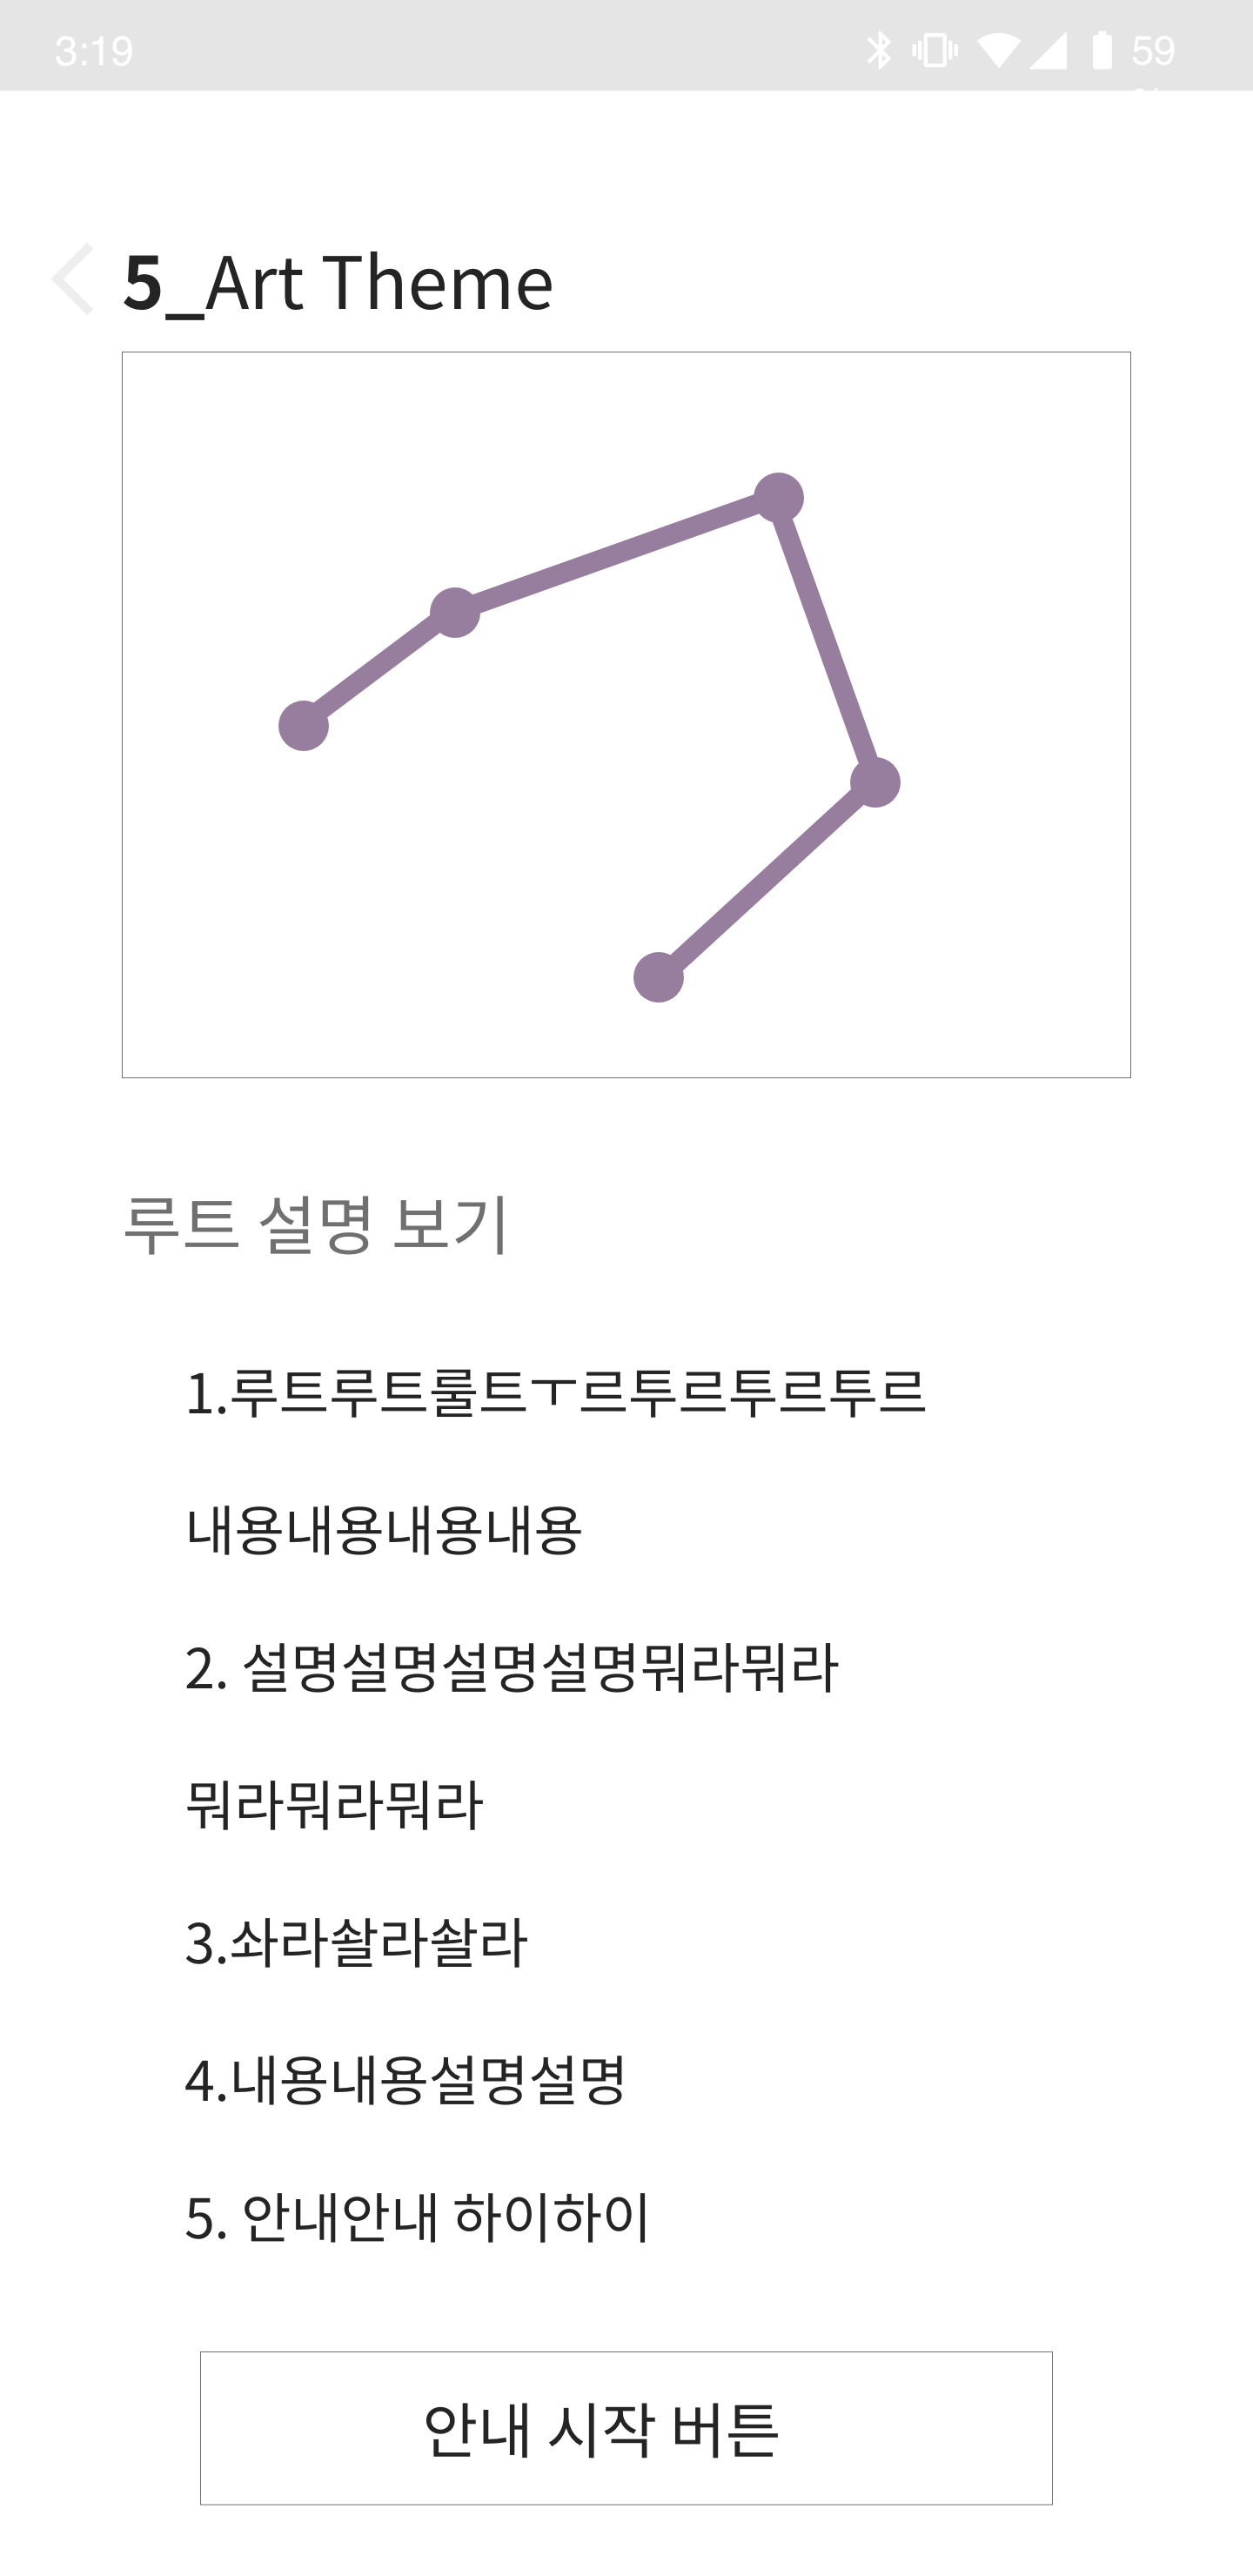 3:19
59
5_Art Theme
루트 설명 보기
1.루트루트룰트ㅜ르투르투르투르
내용내용내용내용
2. 설명설명설명설명뭐라뭐라
뭐라뭐라뭐라
3.솨라솰라솰라
4.내용내용설명설명
5. 안내안내 하이하이
안내 시작 버튼